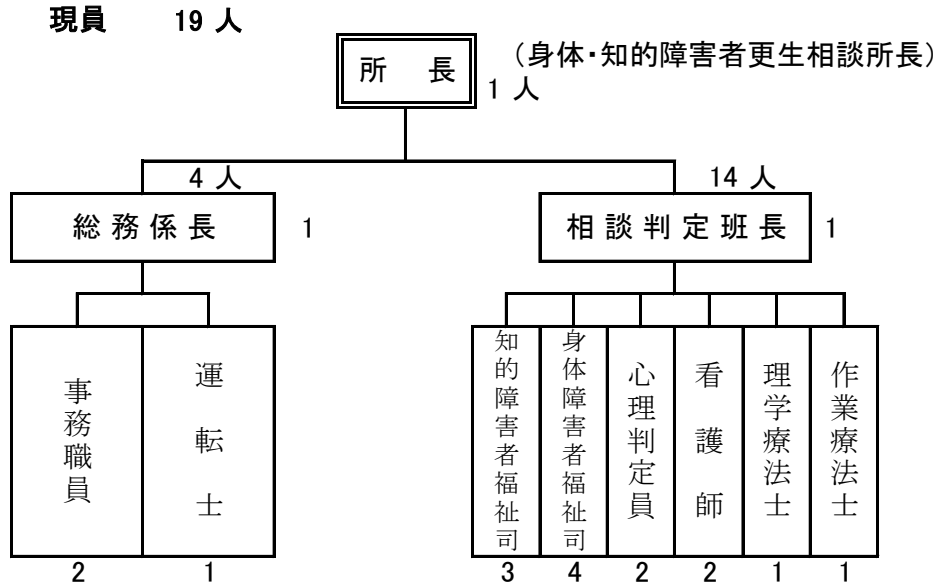 現員 19 人
所 長
(身体・知的障害者更生相談所長)
1 人
4 人
14 人
総務係長
1
相談判定班長
1
事務職員
運転士
知的障害者福祉司
身体障害者福祉司
心理判定員
看護師
理学療法士
作業療法士
2
1
3
4
2
2
1
1